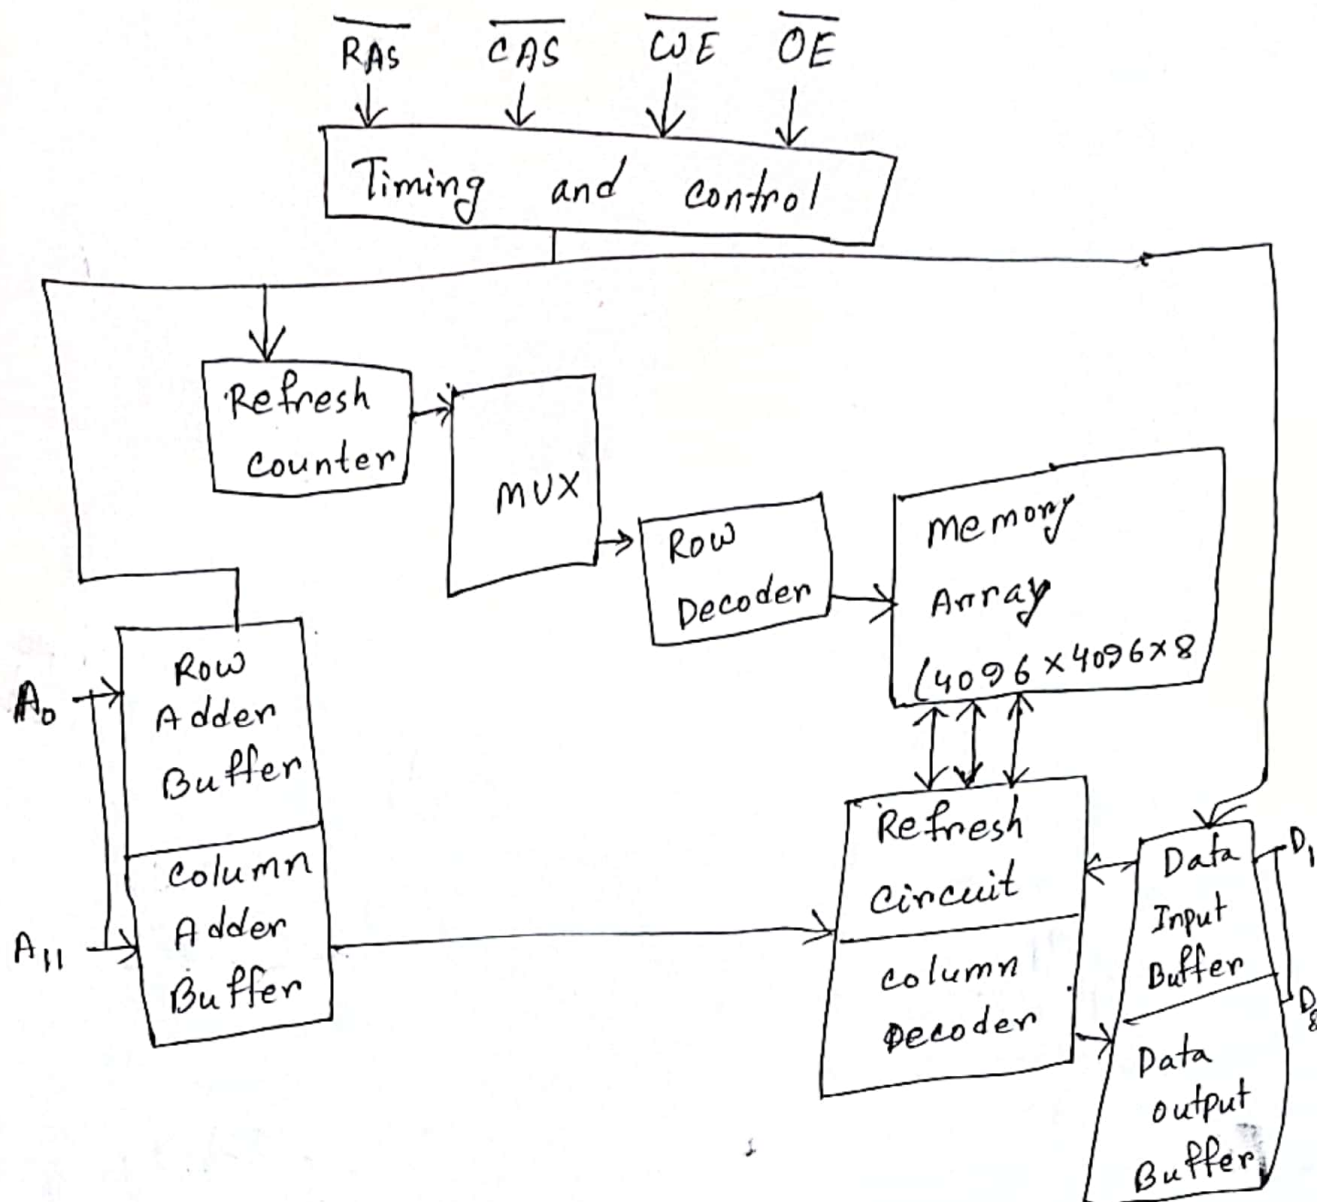 RAS CAS WE OE
Timing and control
Refresh
counter
MUX
Row
Decoder
Memory
Array
(4096×4096×8
A0
Row
Adder
Buffer
Column
Adder
Buffer
A11
Refresh
Circuit
column
Decoder
Data
Input
Buffer
D1
D8
Data
output
Buffer